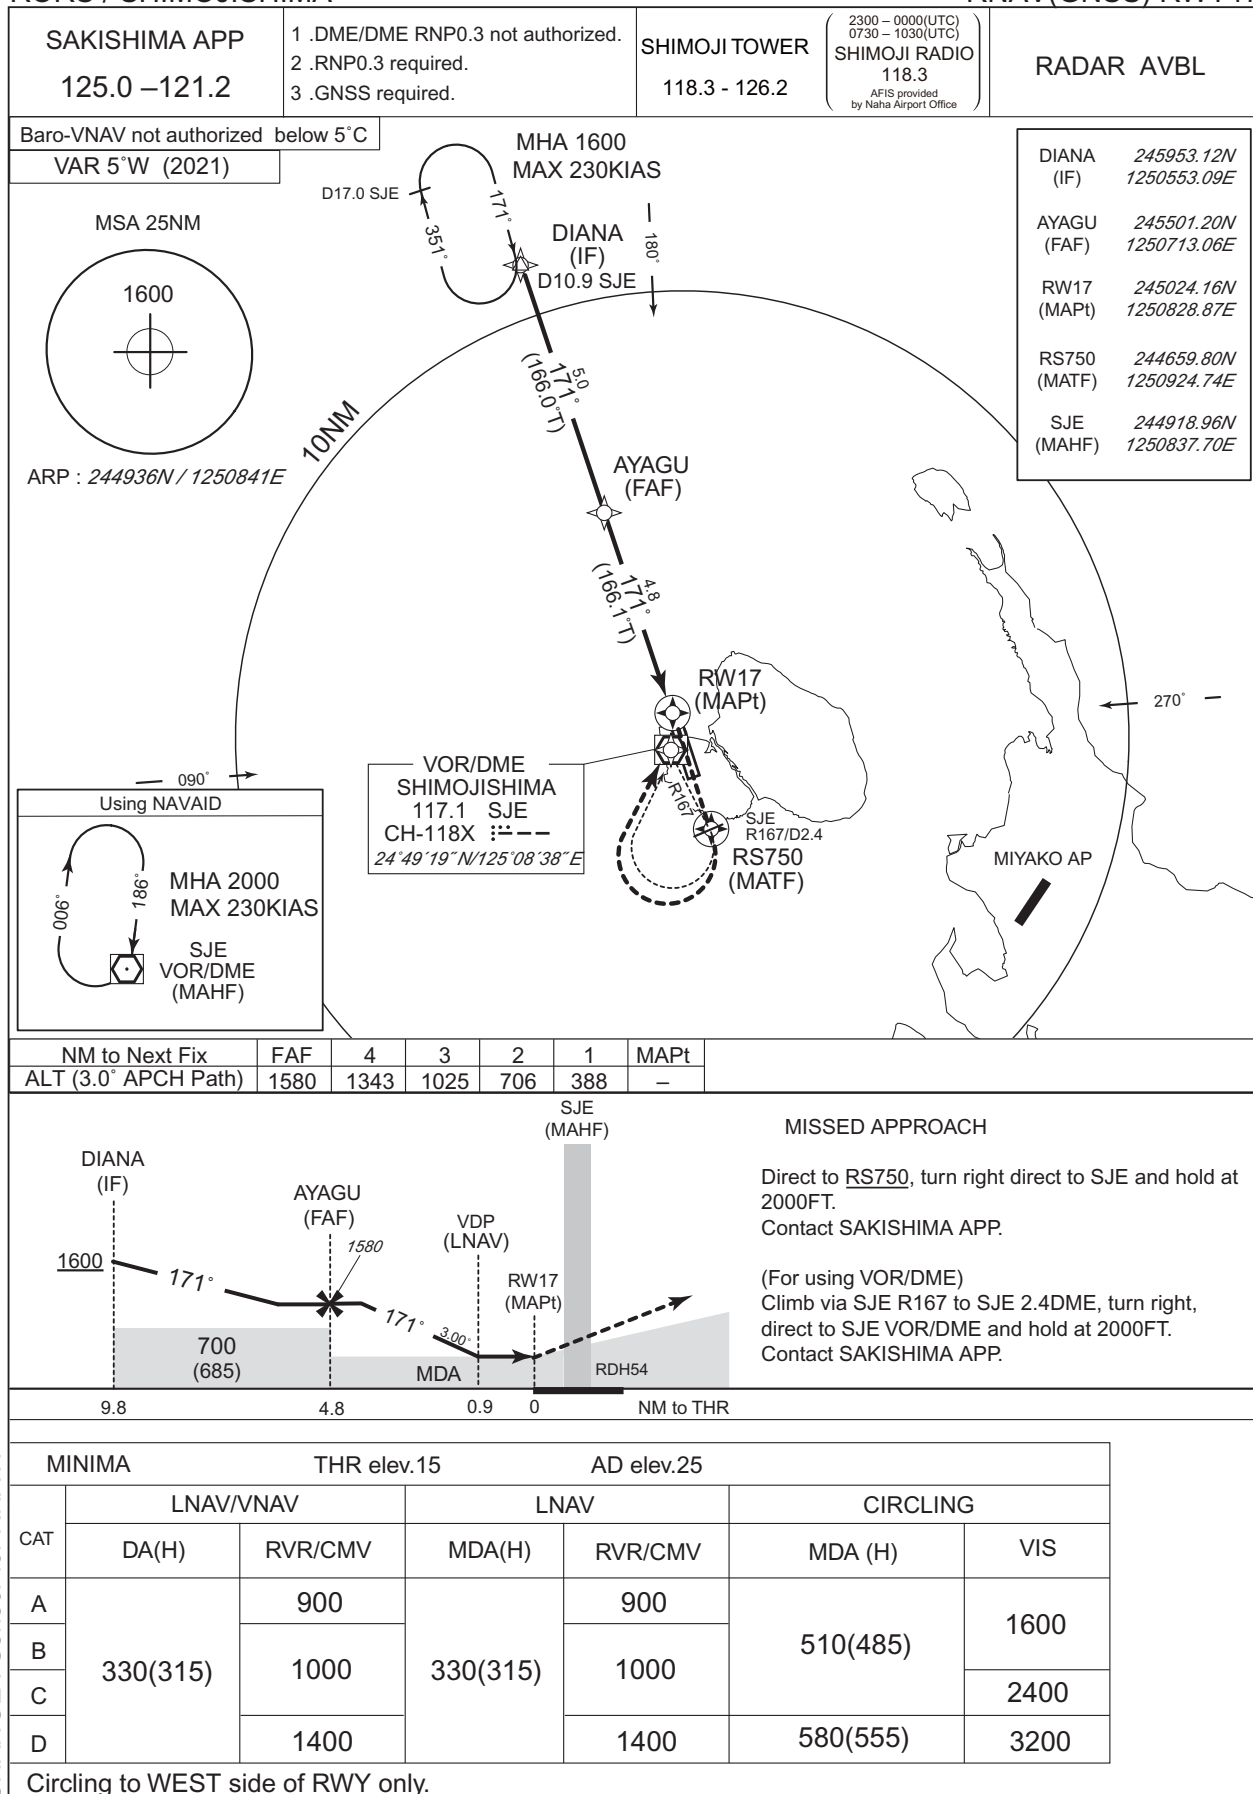 SAKISHIMA APP
125.0 –121.2
1 .DME/DME RNP0.3 not authorized.
2 .RNP0.3 required.
3 .GNSS required.
SHIMOJI TOWER
118.3 - 126.2
2300 – 0000(UTC)
0730 – 1030(UTC)
SHIMOJI RADIO
118.3
AFIS provided
by Naha Airport Office
RADAR AVBL
Baro-VNAV not authorized below 5˚C
VAR 5˚W (2021)
MSA 25NM
1600
ARP : 244936N / 1250841E
MHA 1600
MAX 230KIAS
D17.0 SJE
171˚
351˚
DIANA
(IF)
D10.9 SJE
180˚
DIANA 245953.12N
(IF) 1250553.09E
AYAGU 245501.20N
(FAF) 1250713.06E
RW17 245024.16N
(MAPt) 1250828.87E
RS750 244659.80N
(MATF) 1250924.74E
SJE 244918.96N
(MAHF) 1250837.70E
10NM
5.0
171˚
(166.0˚T)
AYAGU
(FAF)
4.8
171˚
(166.1˚T)
RW17
(MAPt)
270˚
090˚
VOR/DME
SHIMOJISHIMA
117.1 SJE
CH-118X
24˚49´19˝N/125˚08´38˝E
R167
SJE
R167/D2.4
RS750
(MATF)
MIYAKO AP
Using NAVAID
006˚
186˚
MHA 2000
MAX 230KIAS
SJE
VOR/DME
(MAHF)
NM to Next Fix FAF 4 3 2 1 MAPt
ALT (3.0˚ APCH Path) 1580 1343 1025 706 388 –
SJE
(MAHF)
DIANA
(IF)
AYAGU
(FAF)
1580
VDP
(LNAV)
RW17
(MAPt)
1600
171˚
171˚
3.00˚
700
(685)
MDA
RDH54
9.8 4.8 0.9 0 NM to THR
MISSED APPROACH
Direct to RS750, turn right direct to SJE and hold at
2000FT.
Contact SAKISHIMA APP.
(For using VOR/DME)
Climb via SJE R167 to SJE 2.4DME, turn right,
direct to SJE VOR/DME and hold at 2000FT.
Contact SAKISHIMA APP.
MINIMA THR elev.15 AD elev.25
CAT LNAV/VNAV LNAV CIRCLING
DA(H) RVR/CMV MDA(H) RVR/CMV MDA (H) VIS
A 330(315) 900 330(315) 900 510(485) 1600
B 1000 1000
C 2400
D 1400 1400 580(555) 3200
Circling to WEST side of RWY only.